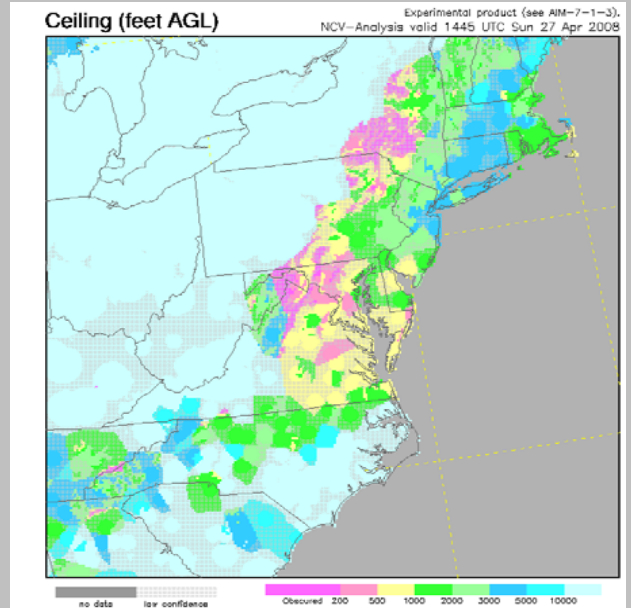 Ceiling (feet AGL)
Experimental product (see AIM-7-1-3).
NCV-Analysis valid 1445 UTC Sun 27 Apr 2008
no data
low confidence
Obscured 200 500 1000 2000 3000 5000 10000